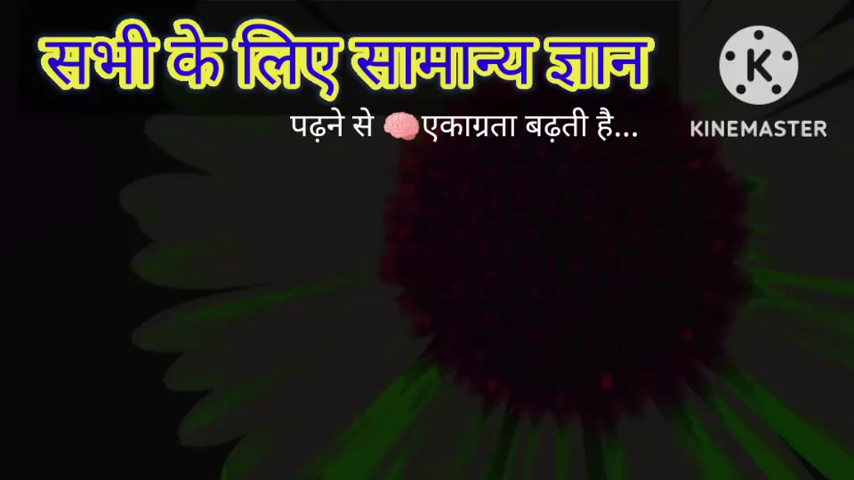 सभी के लिए सामान्य ज्ञान
पढ़ने से 🧠एकाग्रता बढ़ती है...
K
KINEMASTER